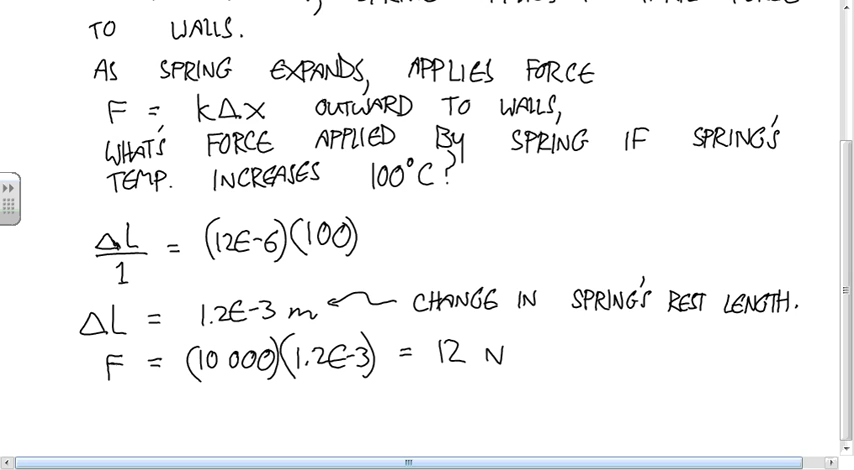 TO WALLS.
AS SPRING EXPANDS, APPLIES FORCE
F = kΔx OUTWARD TO WALLS,
WHAT'S FORCE APPLIED BY SPRING IF SPRING'S
TEMP. INCREASES 100°C?
ΔL/1 = (12E-6)(100)
ΔL = 1.2E-3 m ← CHANGE IN SPRING'S REST LENGTH.
F = (10 000)(1.2E-3) = 12 N